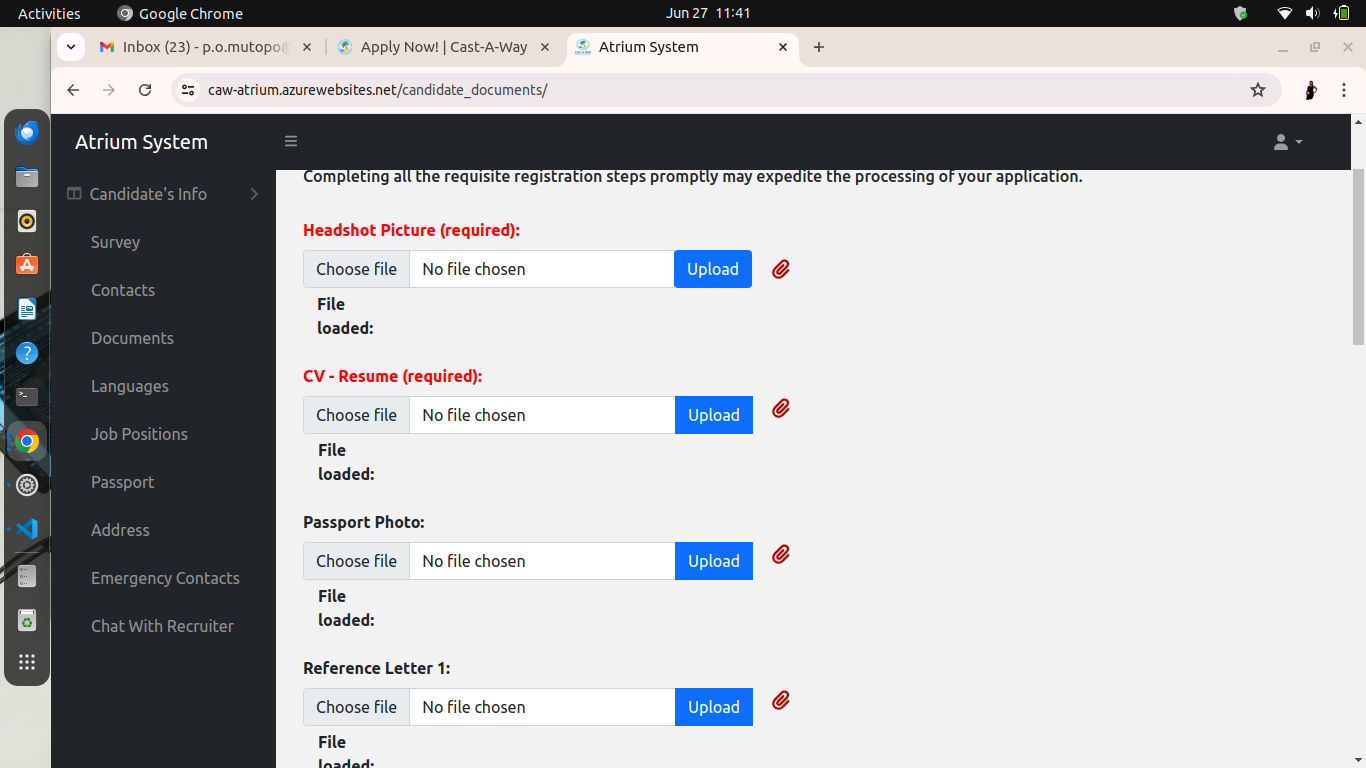 Activities
Google Chrome
Jun 27 11:41
Inbox (23) - p.o.mutopo@
Apply Now! | Cast-A-Way
Atrium System
caw-atrium.azurewebsites.net/candidate_documents/
Atrium System
Candidate's Info
Survey
Contacts
Documents
Languages
Job Positions
Passport
Address
Emergency Contacts
Chat With Recruiter
Completing all the requisite registration steps promptly may expedite the processing of your application.
Headshot Picture (required):
Choose file No file chosen Upload
File
loaded:
CV - Resume (required):
Choose file No file chosen Upload
File
loaded:
Passport Photo:
Choose file No file chosen Upload
File
loaded:
Reference Letter 1:
Choose file No file chosen Upload
File
loaded: